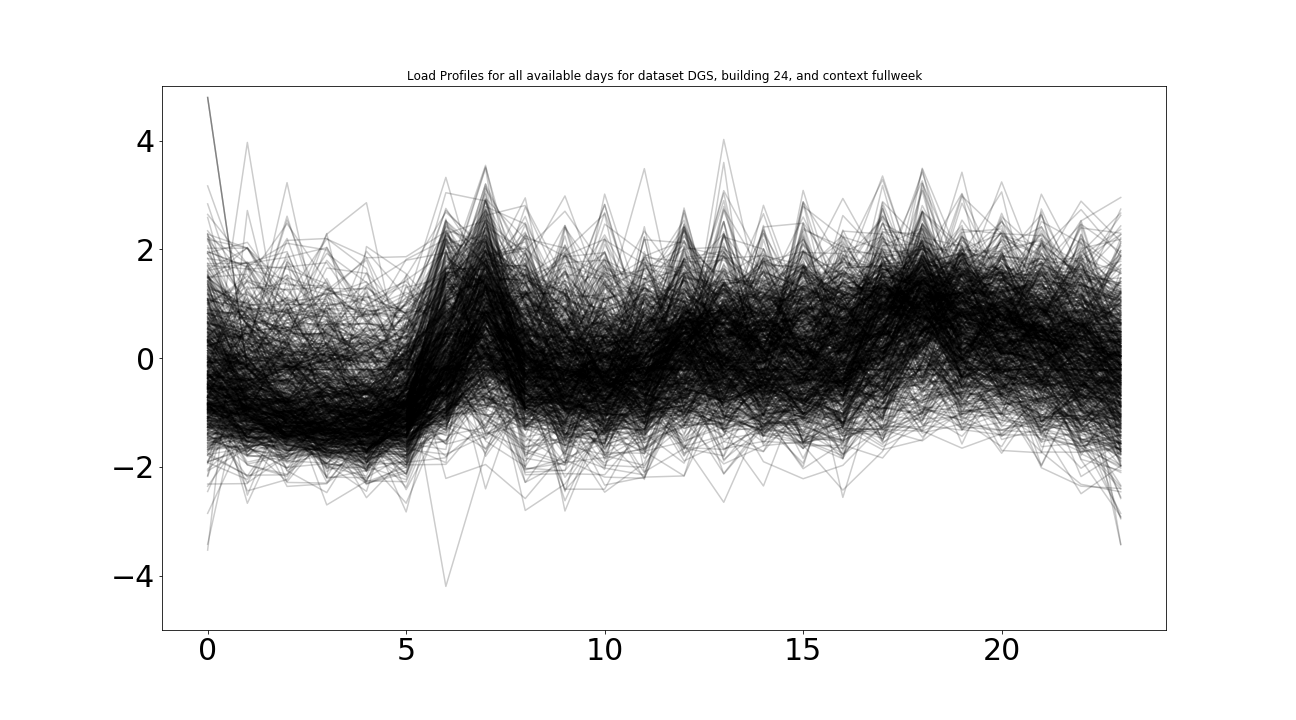 Load Profiles for all available days for dataset DGS, building 24, and context fullweek
4
2
0
−2
−4
0 5 10 15 20